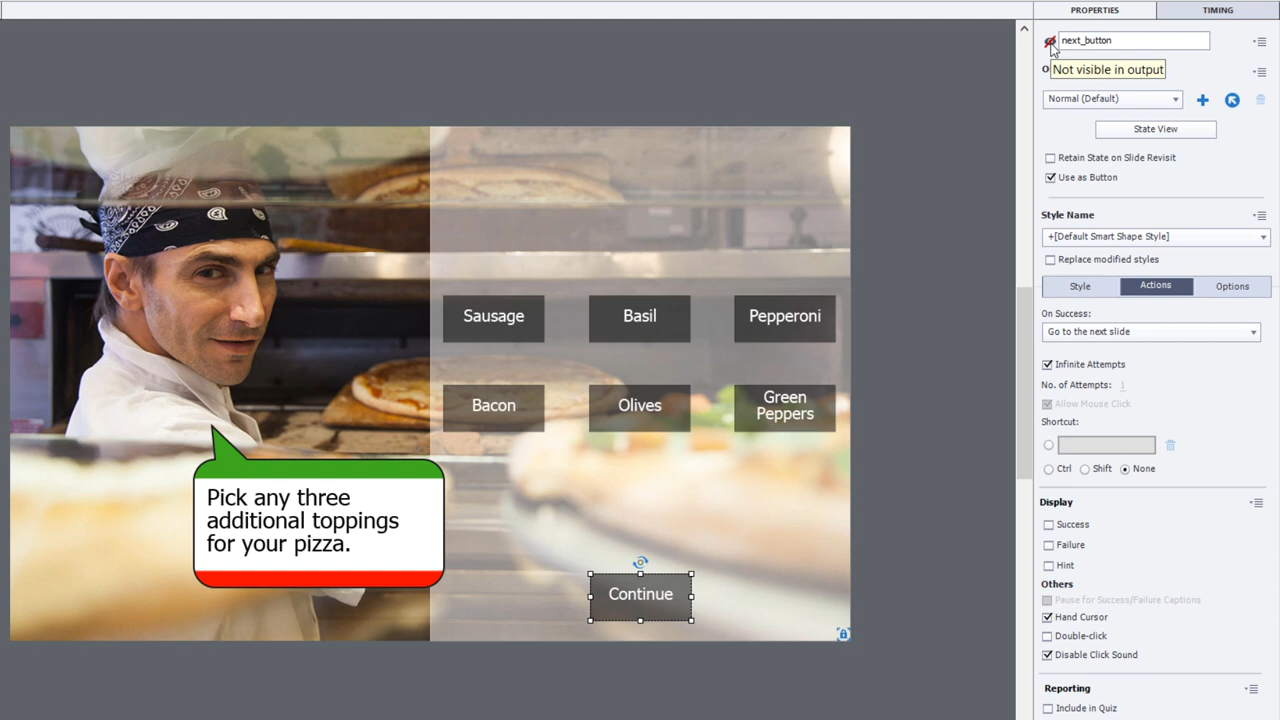 PROPERTIES
TIMING
next_button
O
Not visible in output
Normal (Default)
State View
Retain State on Slide Revisit
Use as Button
Style Name
+[Default Smart Shape Style]
Replace modified styles
Style
Actions
Options
On Success:
Go to the next slide
Infinite Attempts
No. of Attempts: 1
Allow Mouse Click
Shortcut:
Ctrl
Shift
None
Display
Success
Failure
Hint
Others
Pause for Success/Failure Captions
Hand Cursor
Double-click
Disable Click Sound
Reporting
Include in Quiz
Sausage
Basil
Pepperoni
Bacon
Olives
Green
Peppers
Pick any three
additional toppings
for your pizza.
Continue